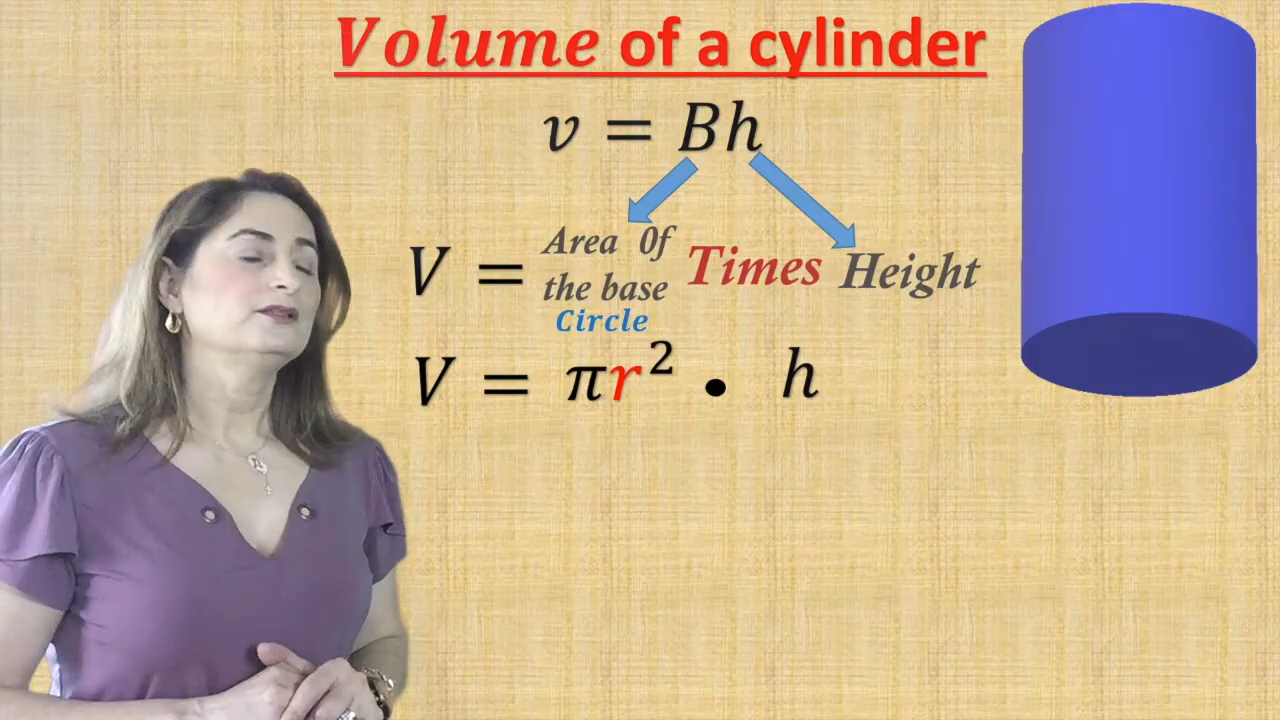 Volume of a cylinder
v = Bh
V = Area 0f the base Times Height
Circle
V = πr² • h